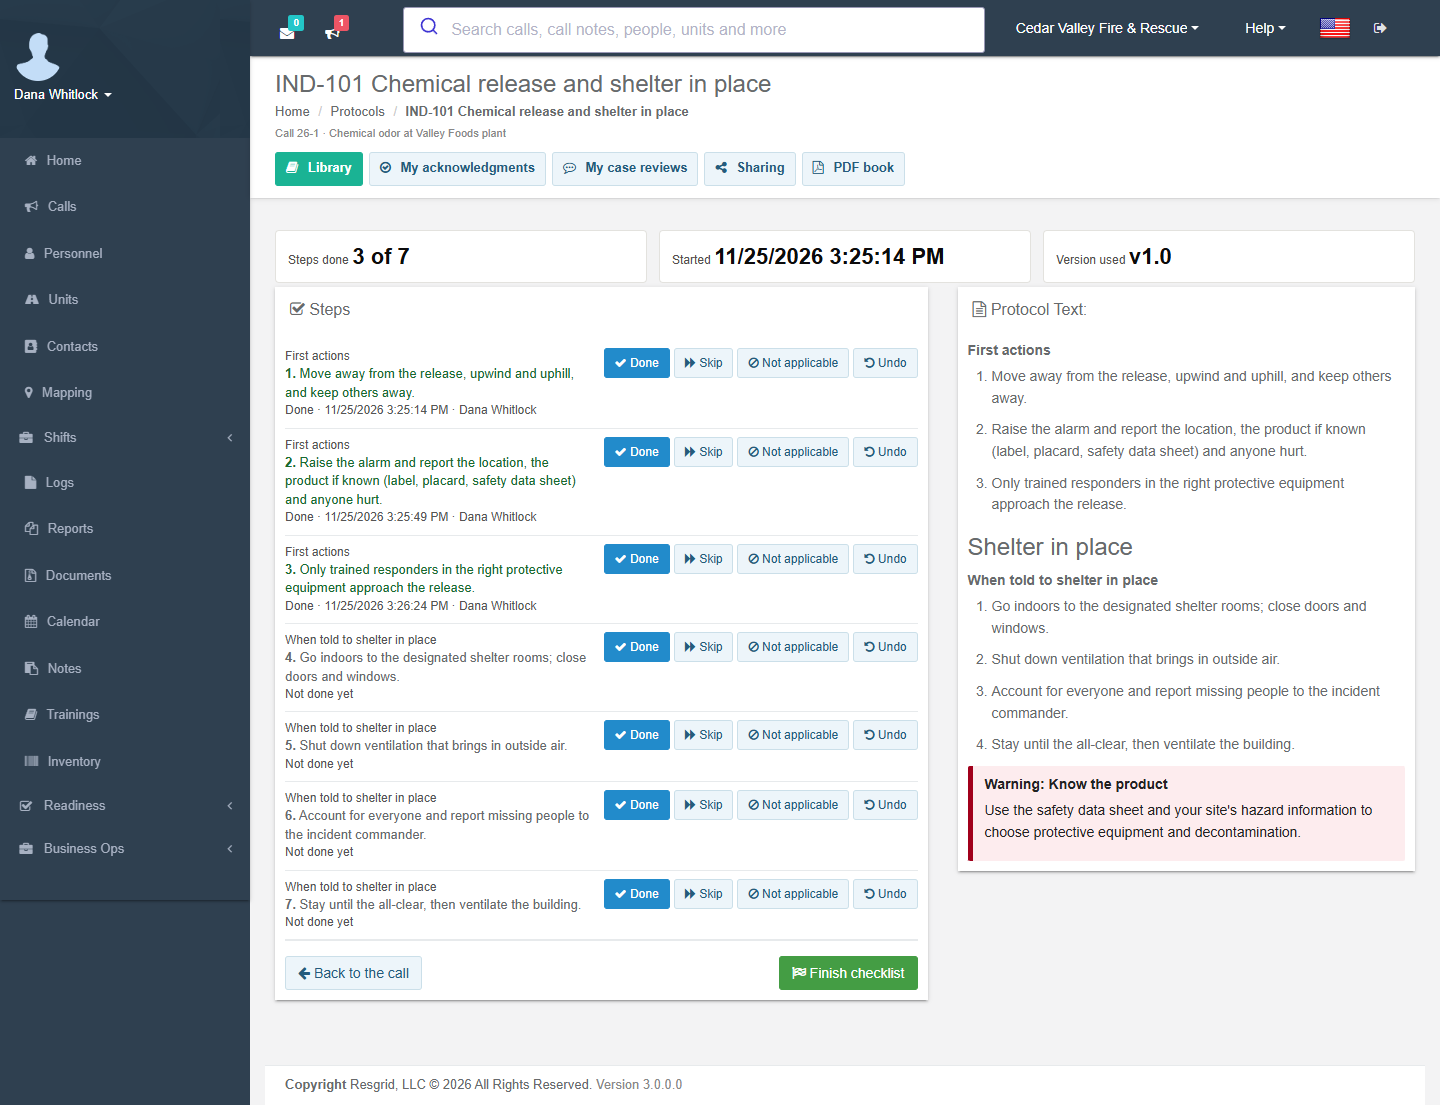 0
1
Search calls, call notes, people, units and more
Cedar Valley Fire & Rescue
Help
Dana Whitlock
Home
Calls
Personnel
Units
Contacts
Mapping
Shifts
Logs
Reports
Documents
Calendar
Notes
Trainings
Inventory
Readiness
Business Ops
IND-101 Chemical release and shelter in place
Home / Protocols / IND-101 Chemical release and shelter in place
Call 26-1 · Chemical odor at Valley Foods plant
Library
My acknowledgments
My case reviews
Sharing
PDF book
Steps done 3 of 7
Started 11/25/2026 3:25:14 PM
Version used v1.0
Steps
First actions
1. Move away from the release, upwind and uphill,
and keep others away.
Done · 11/25/2026 3:25:14 PM · Dana Whitlock
Done Skip Not applicable Undo
First actions
2. Raise the alarm and report the location, the
product if known (label, placard, safety data sheet)
and anyone hurt.
Done · 11/25/2026 3:25:49 PM · Dana Whitlock
Done Skip Not applicable Undo
First actions
3. Only trained responders in the right protective
equipment approach the release.
Done · 11/25/2026 3:26:24 PM · Dana Whitlock
Done Skip Not applicable Undo
When told to shelter in place
4. Go indoors to the designated shelter rooms; close
doors and windows.
Not done yet
Done Skip Not applicable Undo
When told to shelter in place
5. Shut down ventilation that brings in outside air.
Not done yet
Done Skip Not applicable Undo
When told to shelter in place
6. Account for everyone and report missing people to
the incident commander.
Not done yet
Done Skip Not applicable Undo
When told to shelter in place
7. Stay until the all-clear, then ventilate the building.
Not done yet
Done Skip Not applicable Undo
Back to the call
Finish checklist
Protocol Text:
First actions
1. Move away from the release, upwind and uphill, and keep others
away.
2. Raise the alarm and report the location, the product if known
(label, placard, safety data sheet) and anyone hurt.
3. Only trained responders in the right protective equipment
approach the release.
Shelter in place
When told to shelter in place
1. Go indoors to the designated shelter rooms; close doors and
windows.
2. Shut down ventilation that brings in outside air.
3. Account for everyone and report missing people to the incident
commander.
4. Stay until the all-clear, then ventilate the building.
Warning: Know the product
Use the safety data sheet and your site's hazard information to
choose protective equipment and decontamination.
Copyright Resgrid, LLC © 2026 All Rights Reserved. Version 3.0.0.0